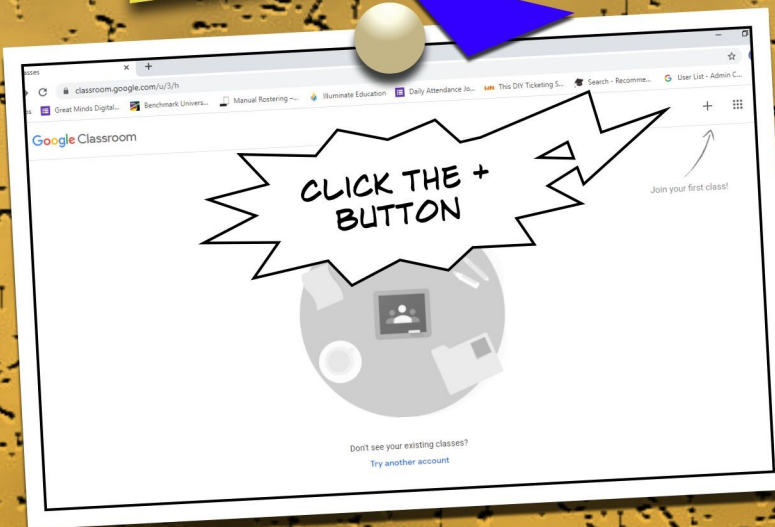 asses
classroom.google.com/u/3/h
Great Minds Digital... Benchmark Univers... Manual Rostering –... Illuminate Education Daily Attendance Jo... This DIY Ticketing S... Search - Recomme... User List - Admin C...
Google Classroom
Join your first class!
CLICK THE +
BUTTON
Don't see your existing classes?
Try another account